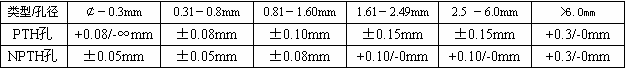 类型/孔径 ¢－0.3mm 0.31－0.8mm 0.81－1.60mm 1.61－2.49mm 2.5 －6.0mm >6.0mm
PTH孔 +0.08/-∞mm ±0.08mm ±0.10mm ±0.15mm ±0.15mm +0.3/-0mm
NPTH孔 ±0.05mm ±0.05mm ±0.08mm +0.10/-0mm +0.10/-0mm +0.3/-0mm